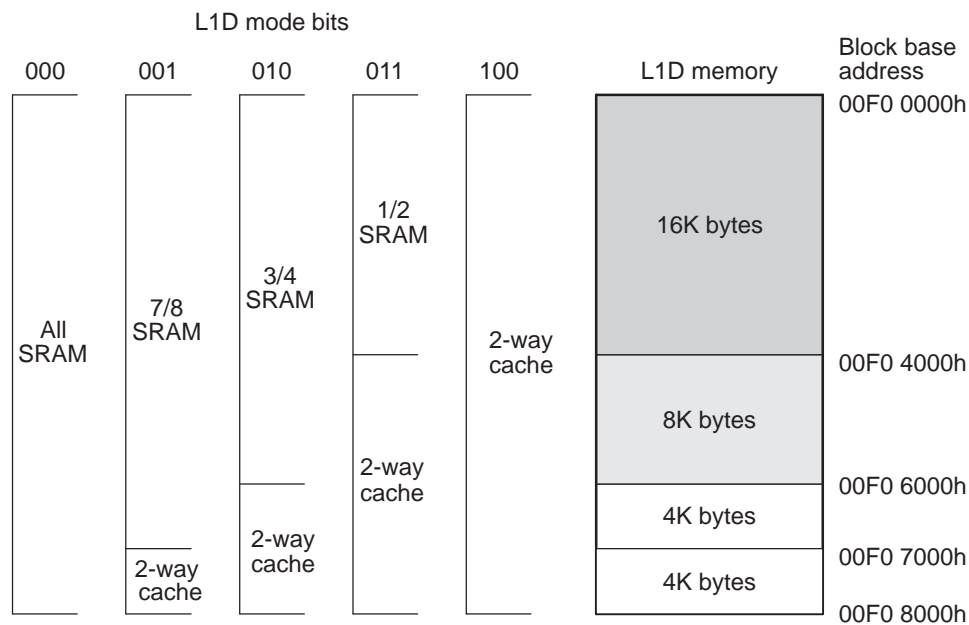 L1D mode bits
000 001 010 011 100 L1D memory Block base address
00F0 0000h
16K bytes
1/2
SRAM
3/4
SRAM
7/8
SRAM
All
SRAM
2-way
cache
00F0 4000h
8K bytes
2-way
cache
00F0 6000h
4K bytes
2-way
cache
00F0 7000h
2-way
cache
4K bytes
00F0 8000h